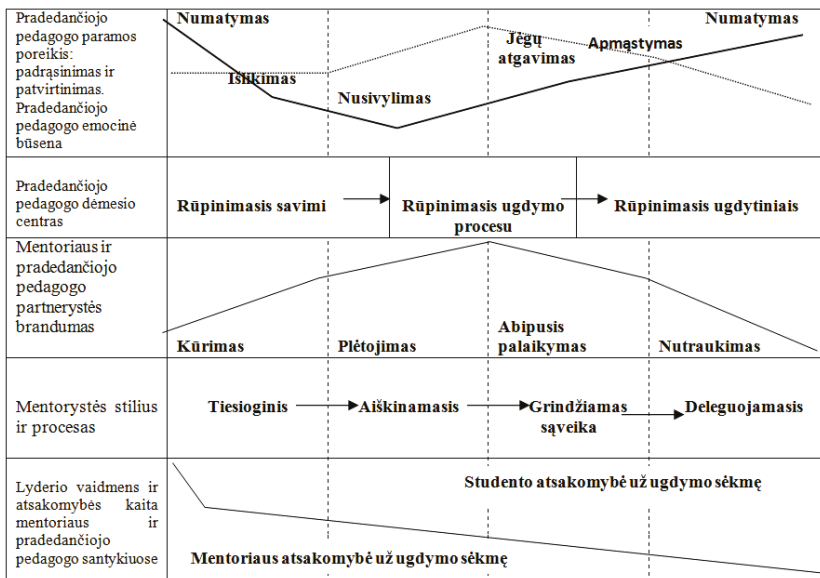 Pradedančiojo
pedagogo paramos
poreikis:
padrąsinimas ir
patvirtinimas.
Pradedančiojo
pedagogo emocinė
būsena
Numatymas
Išlikimas
Nusivylimas
Jėgų
atgavimas
Apmąstymas
Numatymas
Pradedančiojo
pedagogo dėmesio
centras
Rūpinimasis savimi
Rūpinimasis ugdymo
procesu
Rūpinimasis ugdytiniais
Mentoriaus ir
pradedančiojo
pedagogo
partnerystės
brandumas
Kūrimas
Plėtojimas
Abipusis
palaikymas
Nutraukimas
Mentorystės stilius
ir procesas
Tiesioginis
Aiškinamasis
Grindžiamas
sąveika
Deleguojamasis
Lyderio vaidmens ir
atsakomybės kaita
mentoriaus ir
pradedančiojo
pedagogo santykiuose
Studento atsakomybė už ugdymo sėkmę
Mentoriaus atsakomybė už ugdymo sėkmę